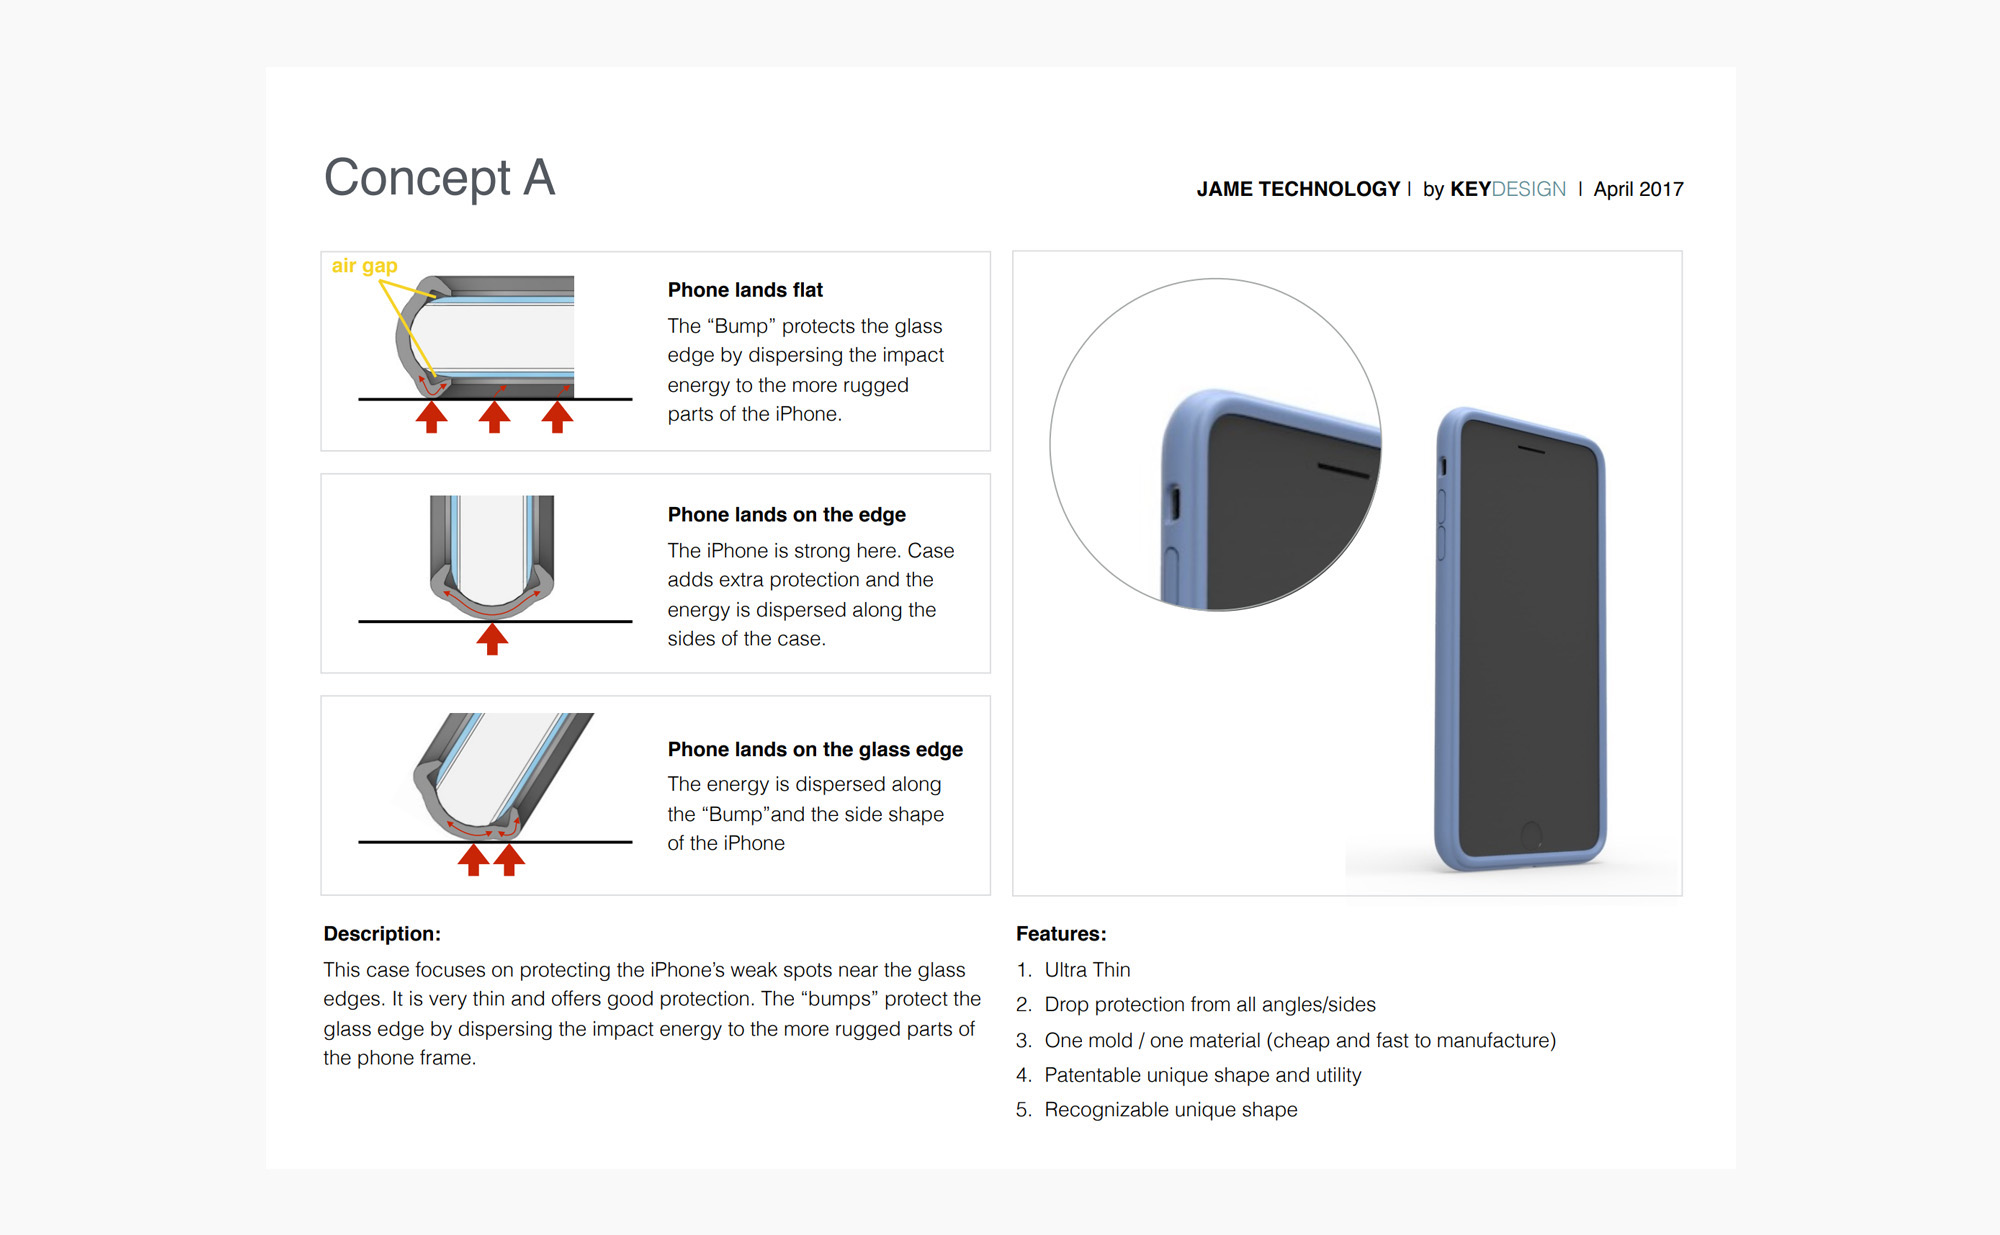 Concept A
JAME TECHNOLOGY | by KEYDESIGN | April 2017
air gap
Phone lands flat
The “Bump” protects the glass
edge by dispersing the impact
energy to the more rugged
parts of the iPhone.
Phone lands on the edge
The iPhone is strong here. Case
adds extra protection and the
energy is dispersed along the
sides of the case.
Phone lands on the glass edge
The energy is dispersed along
the “Bump”and the side shape
of the iPhone
Description:
This case focuses on protecting the iPhone’s weak spots near the glass
edges. It is very thin and offers good protection. The “bumps” protect the
glass edge by dispersing the impact energy to the more rugged parts of
the phone frame.
Features:
1. Ultra Thin
2. Drop protection from all angles/sides
3. One mold / one material (cheap and fast to manufacture)
4. Patentable unique shape and utility
5. Recognizable unique shape